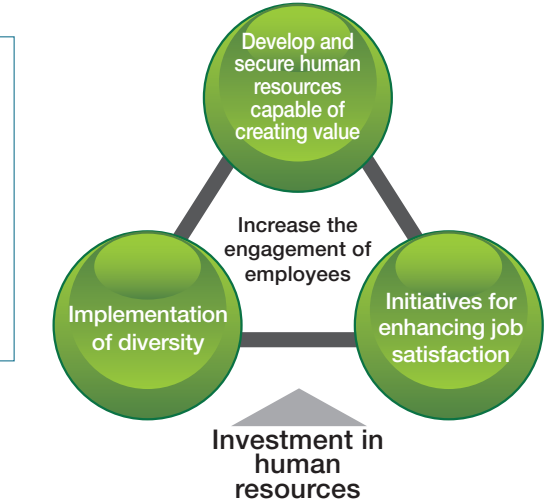 Develop and
secure human
resources
capable of
creating value
Increase the
engagement of
employees
Implementation
of diversity
Initiatives for
enhancing job
satisfaction
Investment in
human
resources